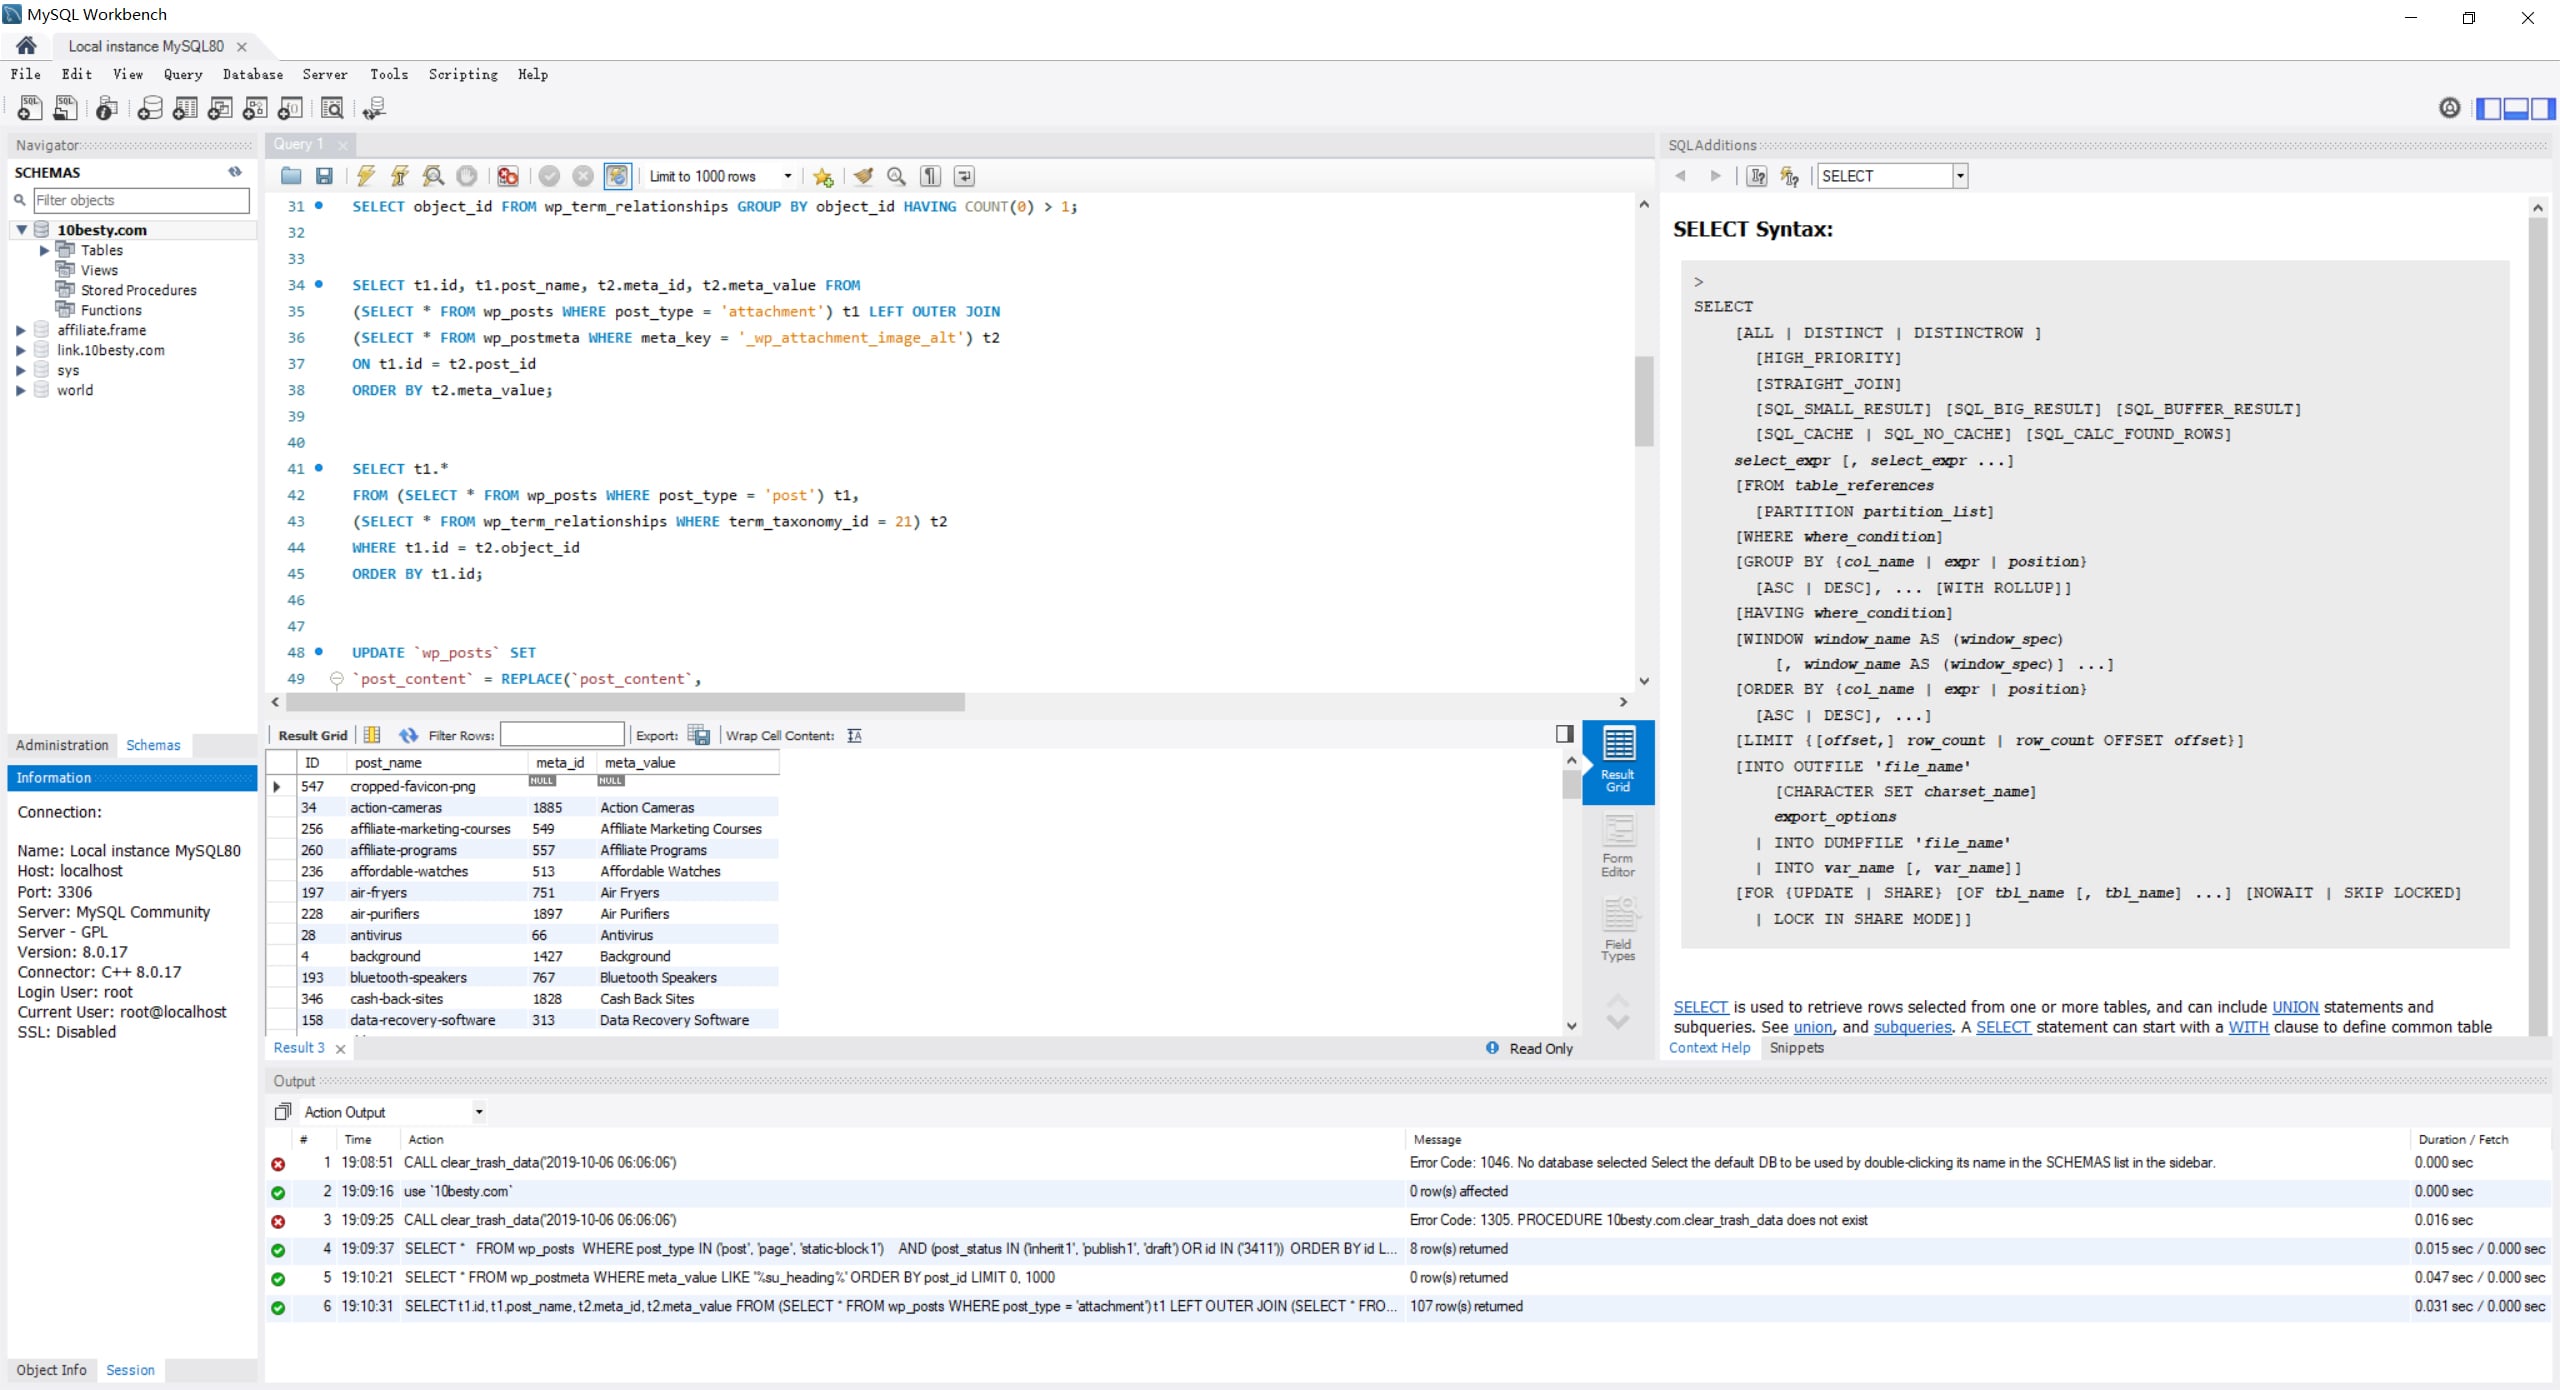 MySQL Workbench
Local instance MySQL80
File Edit View Query Database Server Tools Scripting Help
Navigator
SCHEMAS
Filter objects
10besty.com
Tables
Views
Stored Procedures
Functions
affiliate.frame
link.10besty.com
sys
world
Administration Schemas
Information
Connection:
Name: Local instance MySQL80
Host: localhost
Port: 3306
Server: MySQL Community
Server - GPL
Version: 8.0.17
Connector: C++ 8.0.17
Login User: root
Current User: root@localhost
SSL: Disabled
Object Info Session
Query 1
Limit to 1000 rows
31 SELECT object_id FROM wp_term_relationships GROUP BY object_id HAVING COUNT(0) > 1;
32
33
34 SELECT t1.id, t1.post_name, t2.meta_id, t2.meta_value FROM
35 (SELECT * FROM wp_posts WHERE post_type = 'attachment') t1 LEFT OUTER JOIN
36 (SELECT * FROM wp_postmeta WHERE meta_key = '_wp_attachment_image_alt') t2
37 ON t1.id = t2.post_id
38 ORDER BY t2.meta_value;
39
40
41 SELECT t1.*
42 FROM (SELECT * FROM wp_posts WHERE post_type = 'post') t1,
43 (SELECT * FROM wp_term_relationships WHERE term_taxonomy_id = 21) t2
44 WHERE t1.id = t2.object_id
45 ORDER BY t1.id;
46
47
48 UPDATE `wp_posts` SET
49 `post_content` = REPLACE(`post_content`,
Result Grid Filter Rows: Export: Wrap Cell Content:
ID post_name meta_id meta_value
547 cropped-favicon-png NULL NULL
34 action-cameras 1885 Action Cameras
256 affiliate-marketing-courses 549 Affiliate Marketing Courses
260 affiliate-programs 557 Affiliate Programs
236 affordable-watches 513 Affordable Watches
197 air-fryers 751 Air Fryers
228 air-purifiers 1897 Air Purifiers
28 antivirus 66 Antivirus
4 background 1427 Background
193 bluetooth-speakers 767 Bluetooth Speakers
346 cash-back-sites 1828 Cash Back Sites
158 data-recovery-software 313 Data Recovery Software
Result Grid
Form Editor
Field Types
Result 3 Read Only
SQLAdditions
SELECT
SELECT Syntax:
>
SELECT
[ALL | DISTINCT | DISTINCTROW ]
[HIGH_PRIORITY]
[STRAIGHT_JOIN]
[SQL_SMALL_RESULT] [SQL_BIG_RESULT] [SQL_BUFFER_RESULT]
[SQL_CACHE | SQL_NO_CACHE] [SQL_CALC_FOUND_ROWS]
select_expr [, select_expr ...]
[FROM table_references
[PARTITION partition_list]
[WHERE where_condition]
[GROUP BY {col_name | expr | position}
[ASC | DESC], ... [WITH ROLLUP]]
[HAVING where_condition]
[WINDOW window_name AS (window_spec)
[, window_name AS (window_spec)] ...]
[ORDER BY {col_name | expr | position}
[ASC | DESC], ...]
[LIMIT {[offset,] row_count | row_count OFFSET offset}]
[INTO OUTFILE 'file_name'
[CHARACTER SET charset_name]
export_options
| INTO DUMPFILE 'file_name'
| INTO var_name [, var_name]]
[FOR {UPDATE | SHARE} [OF tbl_name [, tbl_name] ...] [NOWAIT | SKIP LOCKED]
| LOCK IN SHARE MODE]]
SELECT is used to retrieve rows selected from one or more tables, and can include UNION statements and
subqueries. See union, and subqueries. A SELECT statement can start with a WITH clause to define common table
Context Help Snippets
Output
Action Output
# Time Action Message Duration / Fetch
1 19:08:51 CALL clear_trash_data('2019-10-06 06:06:06') Error Code: 1046. No database selected Select the default DB to be used by double-clicking its name in the SCHEMAS list in the sidebar. 0.000 sec
2 19:09:16 use `10besty.com` 0 row(s) affected 0.000 sec
3 19:09:25 CALL clear_trash_data('2019-10-06 06:06:06') Error Code: 1305. PROCEDURE 10besty.com.clear_trash_data does not exist 0.016 sec
4 19:09:37 SELECT * FROM wp_posts WHERE post_type IN ('post', 'page', 'static-block1') AND (post_status IN ('inherit1', 'publish1', 'draft') OR id IN ('3411')) ORDER BY id L... 8 row(s) returned 0.015 sec / 0.000 sec
5 19:10:21 SELECT * FROM wp_postmeta WHERE meta_value LIKE '%su_heading%' ORDER BY post_id LIMIT 0, 1000 0 row(s) returned 0.047 sec / 0.000 sec
6 19:10:31 SELECT t1.id, t1.post_name, t2.meta_id, t2.meta_value FROM (SELECT * FROM wp_posts WHERE post_type = 'attachment') t1 LEFT OUTER JOIN (SELECT * FRO... 107 row(s) returned 0.031 sec / 0.000 sec